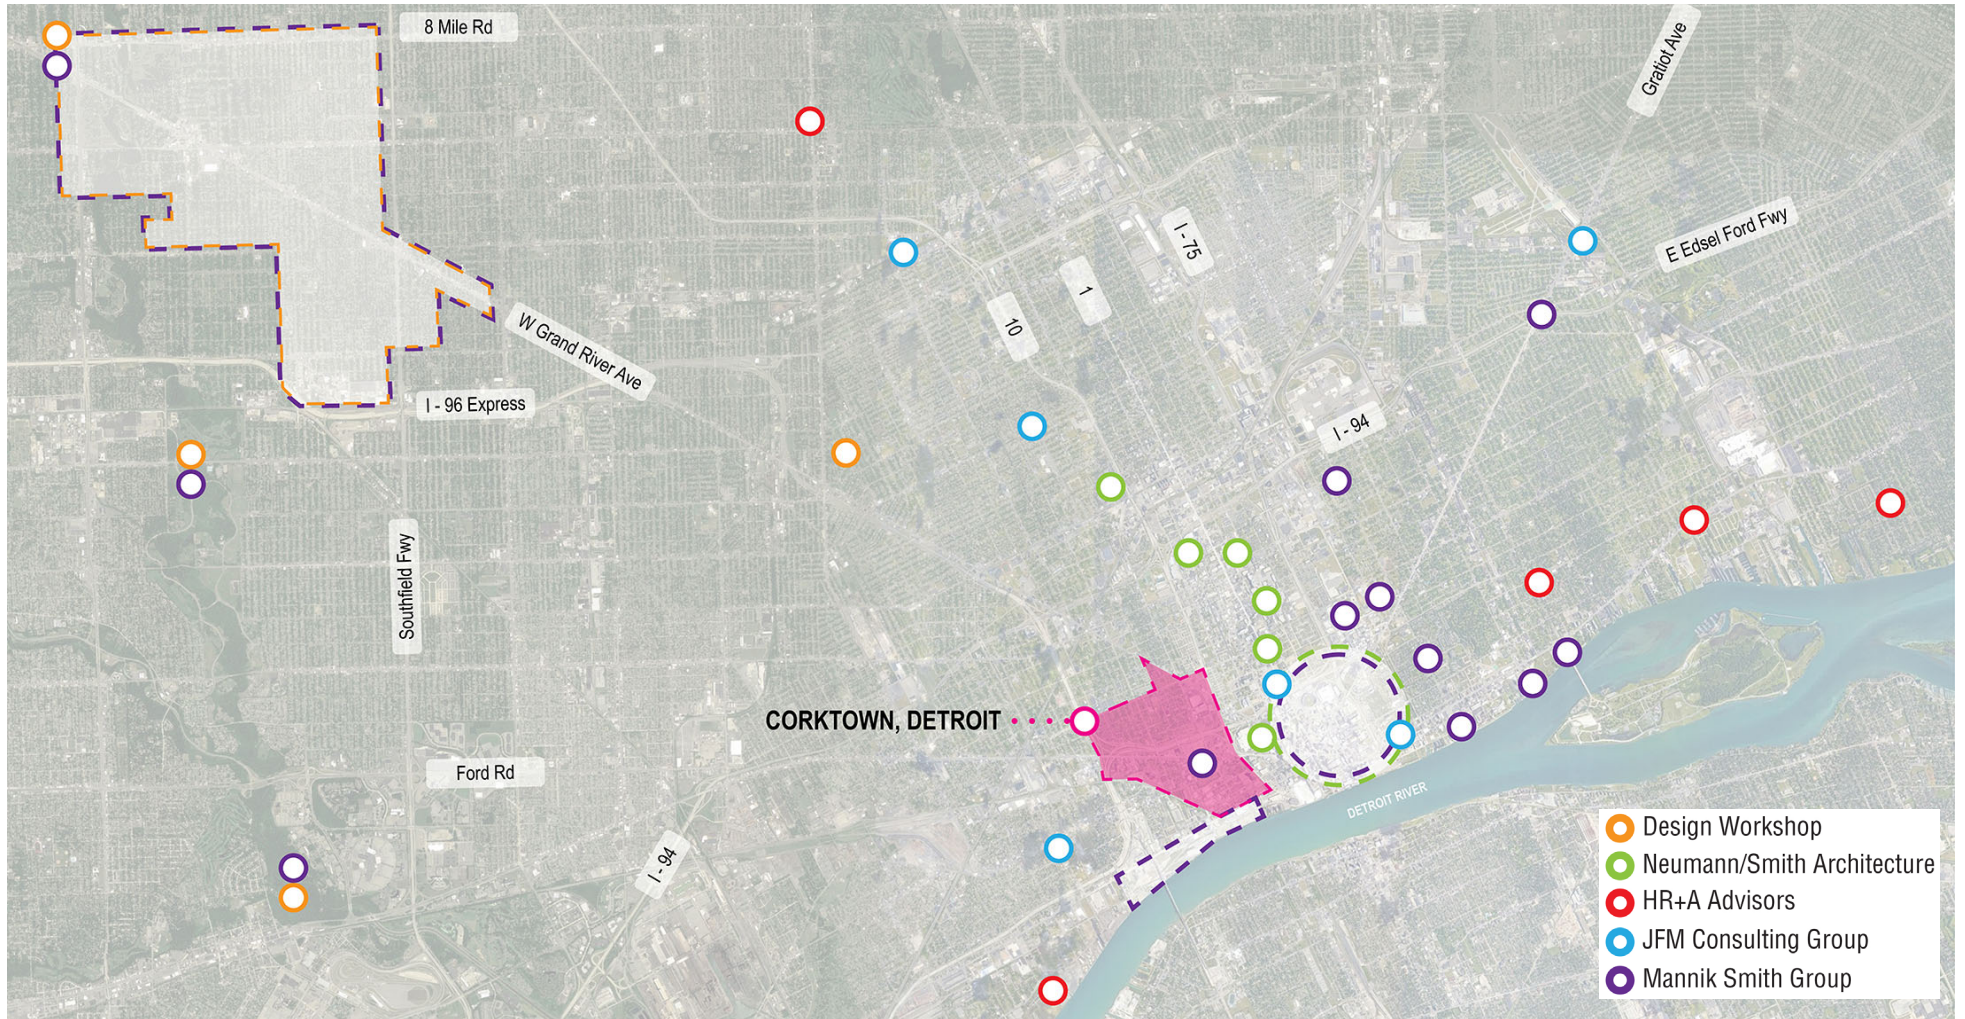 8 Mile Rd
Gratiot Ave
I - 75
E Edsel Ford Fwy
1
10
W Grand River Ave
I - 96 Express
I - 94
Southfield Fwy
CORKTOWN, DETROIT
Ford Rd
DETROIT RIVER
I - 94
Design Workshop
Neumann/Smith Architecture
HR+A Advisors
JFM Consulting Group
Mannik Smith Group